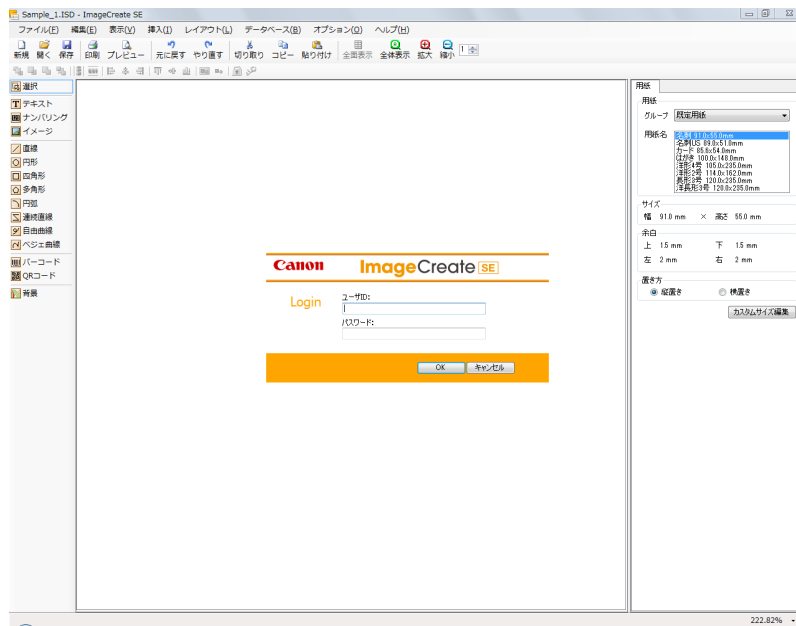 Sample_1.ISD - ImageCreate SE
ファイル(F) 編集(E) 表示(V) 挿入(I) レイアウト(L) データベース(B) オプション(O) ヘルプ(H)
新規 開く 保存 印刷 プレビュー 元に戻す やり直す 切り取り コピー 貼り付け 全面表示 全体表示 拡大 縮小 1
選択
テキスト
ナンバリング
イメージ
直線
円形
四角形
多角形
円弧
連続直線
自由曲線
ベジェ曲線
バーコード
QRコード
背景
Canon ImageCreate SE
Login
ユーザID:
パスワード:
OK キャンセル
用紙
用紙
グループ 既定用紙
用紙名
名刺 91.0x55.0mm
名刺US 89.0x51.0mm
カード 85.6x54.0mm
はがき 100.0x148.0mm
洋形4号 105.0x235.0mm
洋形2号 114.0x162.0mm
長形3号 120.0x235.0mm
洋長形3号 120.0x235.0mm
サイズ
幅 91.0 mm × 高さ 55.0 mm
余白
上 1.5 mm 下 1.5 mm
左 2 mm 右 2 mm
置き方
縦置き 横置き
カスタムサイズ編集
222.82%